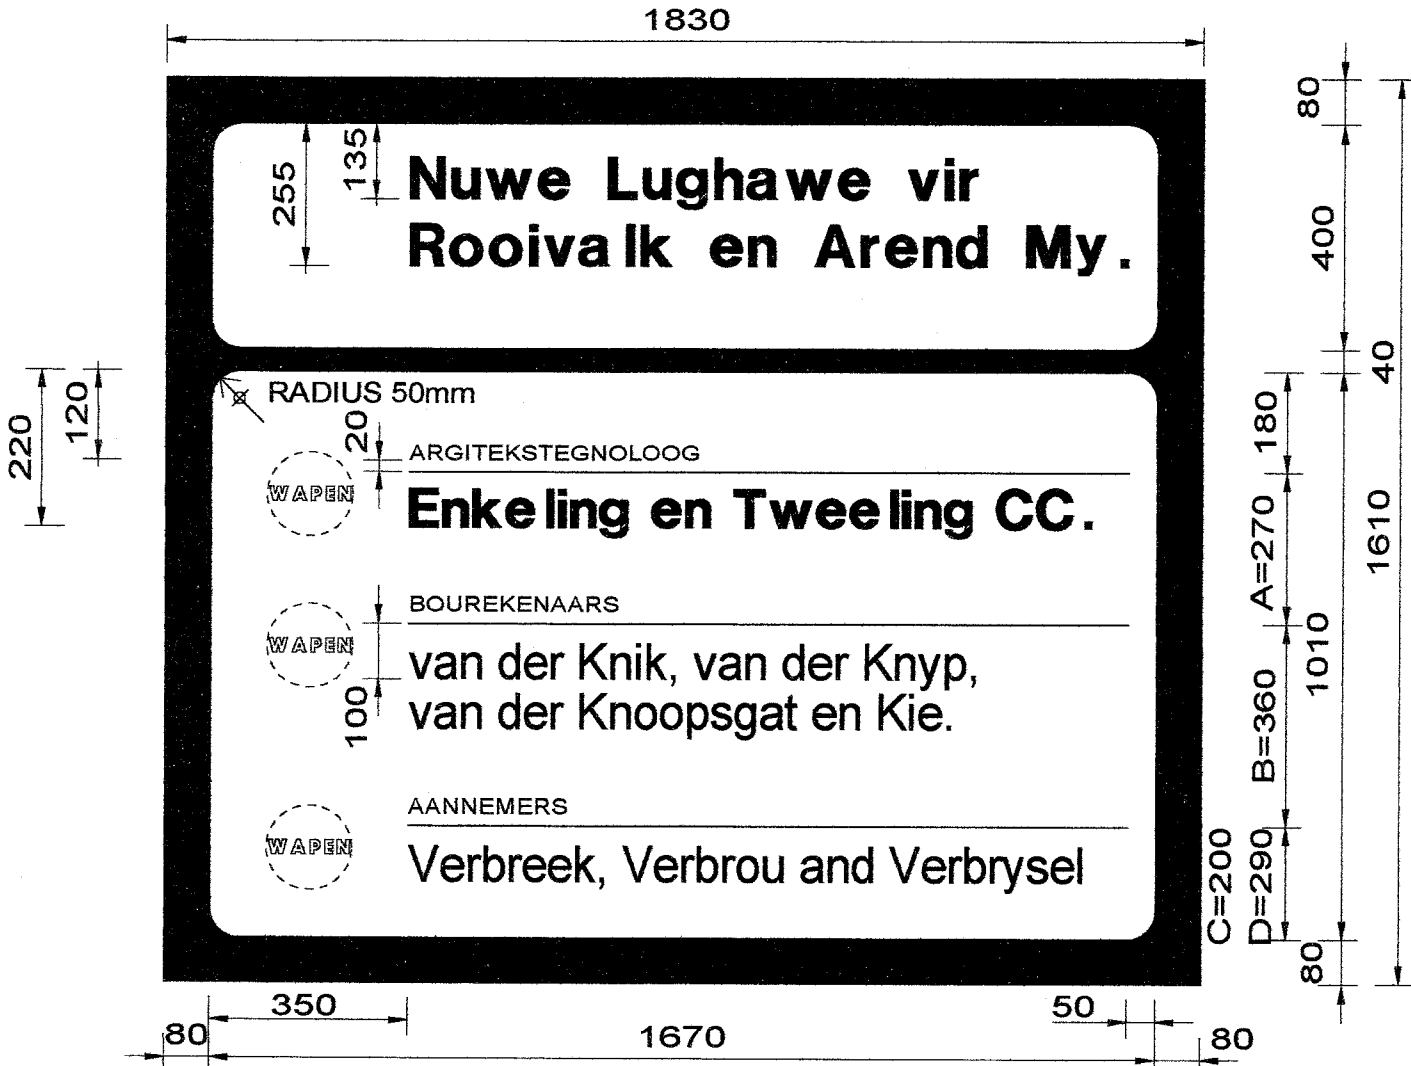 1830
80
135
255
Nuwe Lughawe vir
Rooivalk en Arend My.
400
40
RADIUS 50mm
120
220
20
180
ARGITEKSTEGNOLOOG
WAPEN
Enkeling en Tweeling CC.
A=270
1610
BOUREKENAARS
WAPEN
van der Knik, van der Knyp,
van der Knoopsgat en Kie.
100
1010
B=360
AANNEMERS
WAPEN
Verbreek, Verbrou and Verbrysel
C=200
D=290
80
350
50
80
1670
80